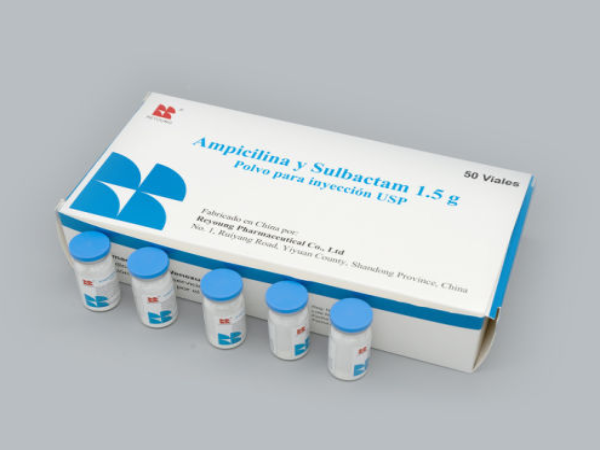 REYOUNG
Ampicilina y Sulbactam 1.5 g
Polvo para inyección USP
50 Viales
Fabricado en China por:
Reyoung Pharmaceutical Co., Ltd
No. 1, Ruiyang Road, Yiyuan County, Shandong Province, China